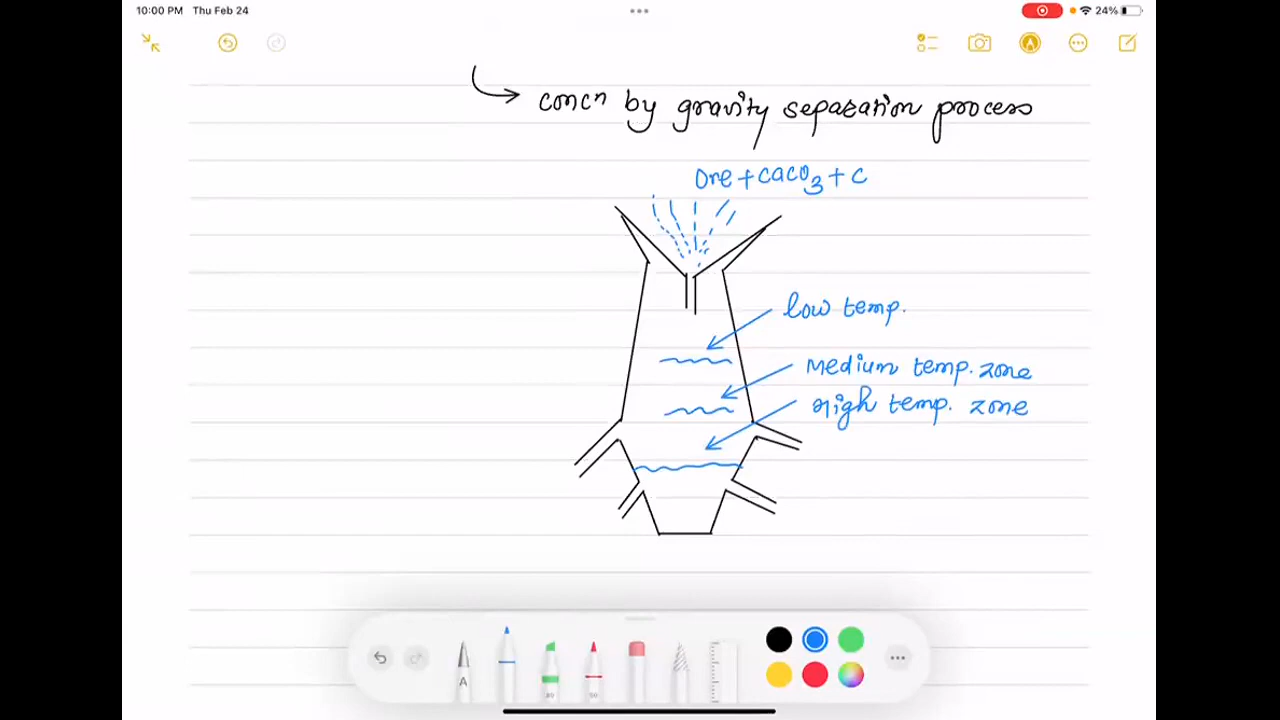 10:00 PM Thu Feb 24
24%
concn by gravity separation process
Ore + CaCO3 + C
low temp.
Medium temp. zone
High temp. zone
A
50